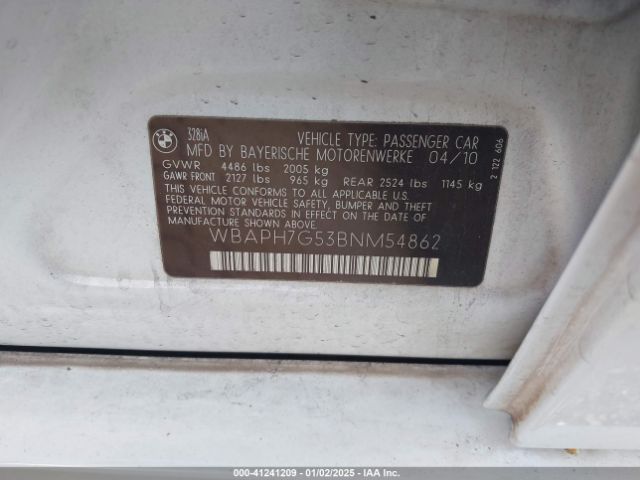 328iA
VEHICLE TYPE: PASSENGER CAR
MFD BY BAYERISCHE MOTORENWERKE 04/10
GVWR 4486 lbs 2005 kg
GAWR FRONT 2127 lbs 965 kg REAR 2524 lbs 1145 kg
THIS VEHICLE CONFORMS TO ALL APPLICABLE U.S.
FEDERAL MOTOR VEHICLE SAFETY, BUMPER AND THEFT
PREVENTION STANDARDS IN EFFECT ON THE DATE OF
MANUFACTURE SHOWN ABOVE.
WBAPH7G53BNM54862
2 122 606
000-41241209 - 01/02/2025 - IAA Inc.